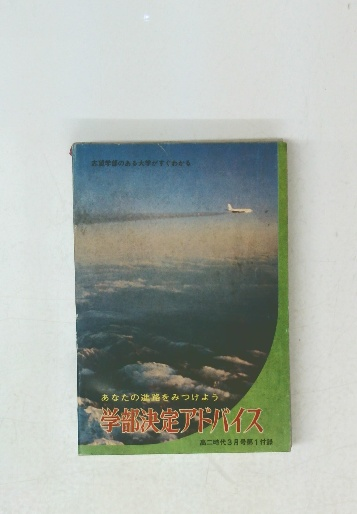 志望学部のある大学がすぐわかる
あなたの進路をみつけよう
学部決定アドバイス
高二時代3月号第1付録